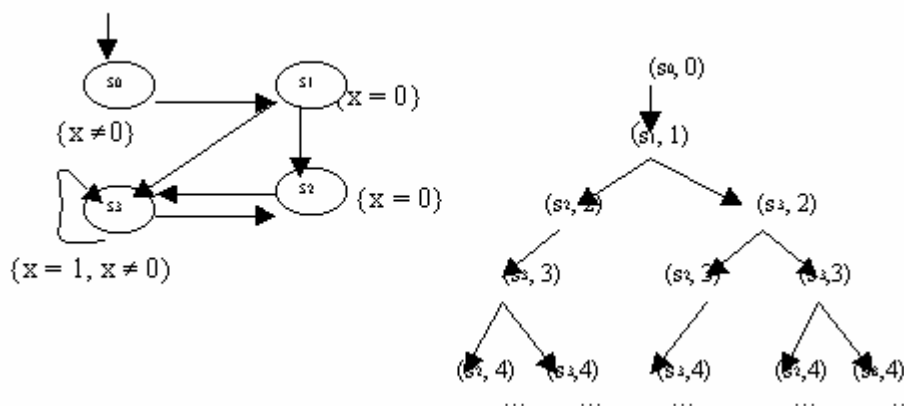 s0
s1
{x = 0}
{x ≠ 0}
s3
s2
{x = 0}
{x = 1, x ≠ 0}
(s0, 0)
(s1, 1)
(s2, 2)
(s3, 2)
(s3, 3)
(s2, 3)
(s3,3)
(s2, 4)
(s3,4)
(s3,4)
(s2,4)
(s3,4)
... ... ... ... ...